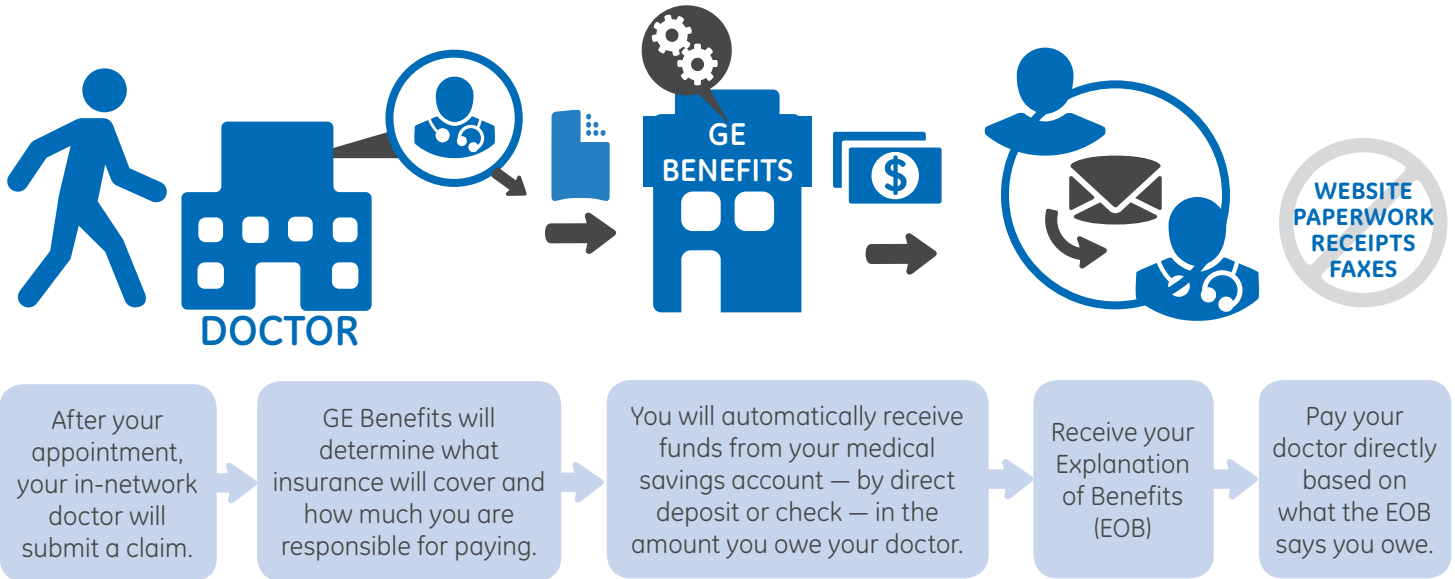 GE
BENEFITS
$
WEBSITE
PAPERWORK
RECEIPTS
FAXES
DOCTOR
After your
appointment,
your in-network
doctor will
submit a claim.
GE Benefits will
determine what
insurance will cover and
how much you are
responsible for paying.
You will automatically receive
funds from your medical
savings account — by direct
deposit or check — in the
amount you owe your doctor.
Receive your
Explanation
of Benefits
(EOB)
Pay your
doctor directly
based on
what the EOB
says you owe.